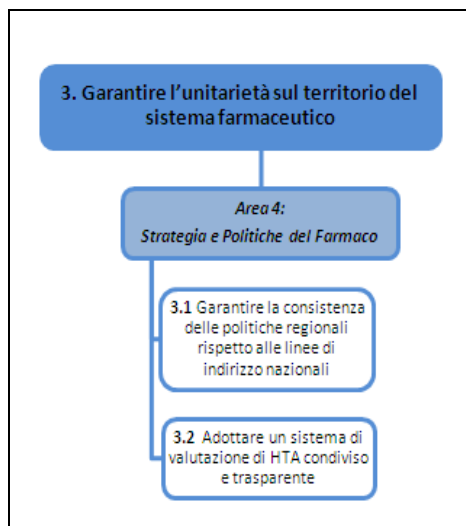 3. Garantire l'unitarietà sul territorio del
sistema farmaceutico
Area 4:
Strategia e Politiche del Farmaco
3.1 Garantire la consistenza
delle politiche regionali
rispetto alle linee di
indirizzo nazionali
3.2 Adottare un sistema di
valutazione di HTA condiviso
e trasparente